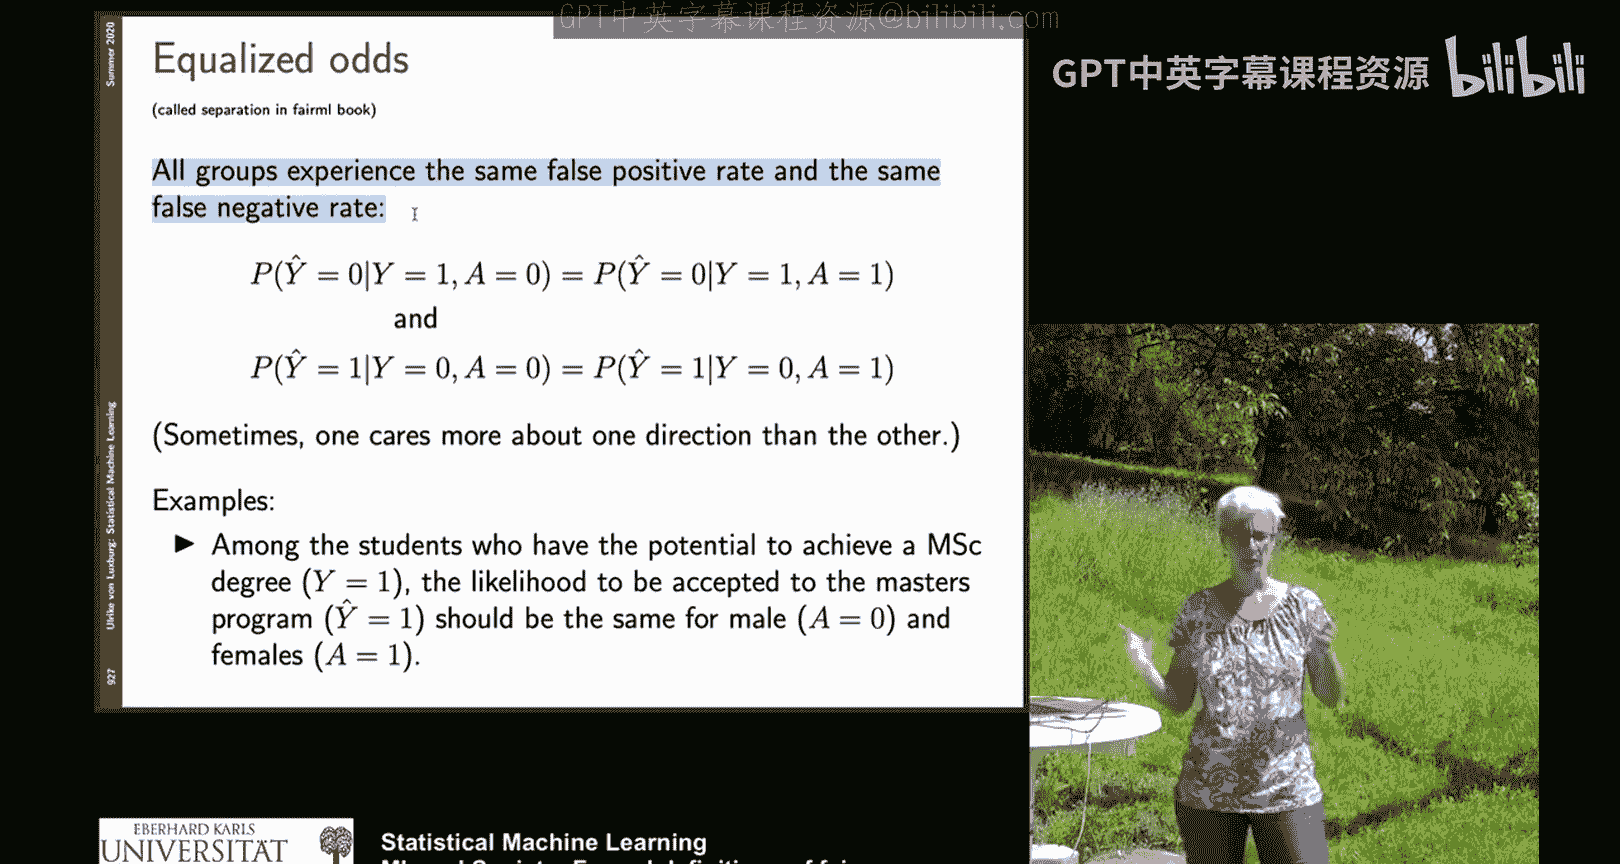 GPT中英字幕课程资源@bilibili.com
GPT中英字幕课程资源 bilibili
Summer 2020
Equalized odds
(called separation in fairml book)
All groups experience the same false positive rate and the same
false negative rate:
P(Ŷ = 0|Y = 1, A = 0) = P(Ŷ = 0|Y = 1, A = 1)
and
P(Ŷ = 1|Y = 0, A = 0) = P(Ŷ = 1|Y = 0, A = 1)
(Sometimes, one cares more about one direction than the other.)
Examples:
▶ Among the students who have the potential to achieve a MSc
degree (Y = 1), the likelihood to be accepted to the masters
program (Ŷ = 1) should be the same for male (A = 0) and
females (A = 1).
Ulrike von Luxburg: Statistical Machine Learning
927
EBERHARD KARLS
UNIVERSITÄT
Statistical Machine Learning